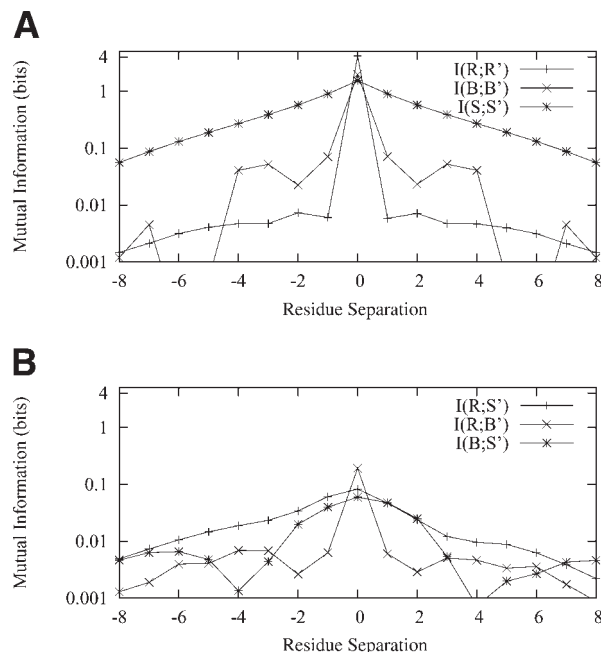 A
Mutual Information (bits)
4
1
0.1
0.01
0.001
I(R;R')
I(B;B')
I(S;S')
-8 -6 -4 -2 0 2 4 6 8
Residue Separation
B
Mutual Information (bits)
4
1
0.1
0.01
0.001
I(R;S')
I(R;B')
I(B;S')
-8 -6 -4 -2 0 2 4 6 8
Residue Separation